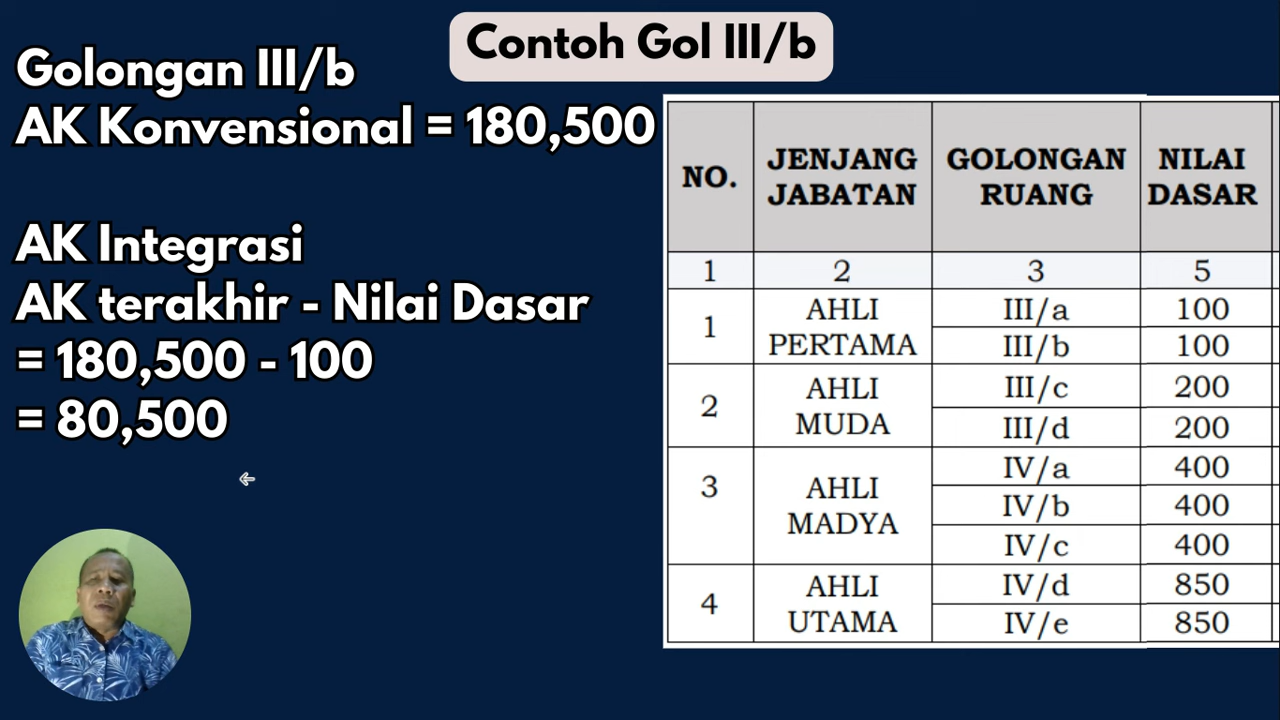 Contoh Gol III/b
Golongan III/b
AK Konvensional = 180,500
AK Integrasi
AK terakhir - Nilai Dasar
= 180,500 - 100
= 80,500
NO. JENJANG JABATAN GOLONGAN RUANG NILAI DASAR
1 2 3 5
1 AHLI PERTAMA III/a 100
III/b 100
2 AHLI MUDA III/c 200
III/d 200
3 AHLI MADYA IV/a 400
IV/b 400
IV/c 400
4 AHLI UTAMA IV/d 850
IV/e 850